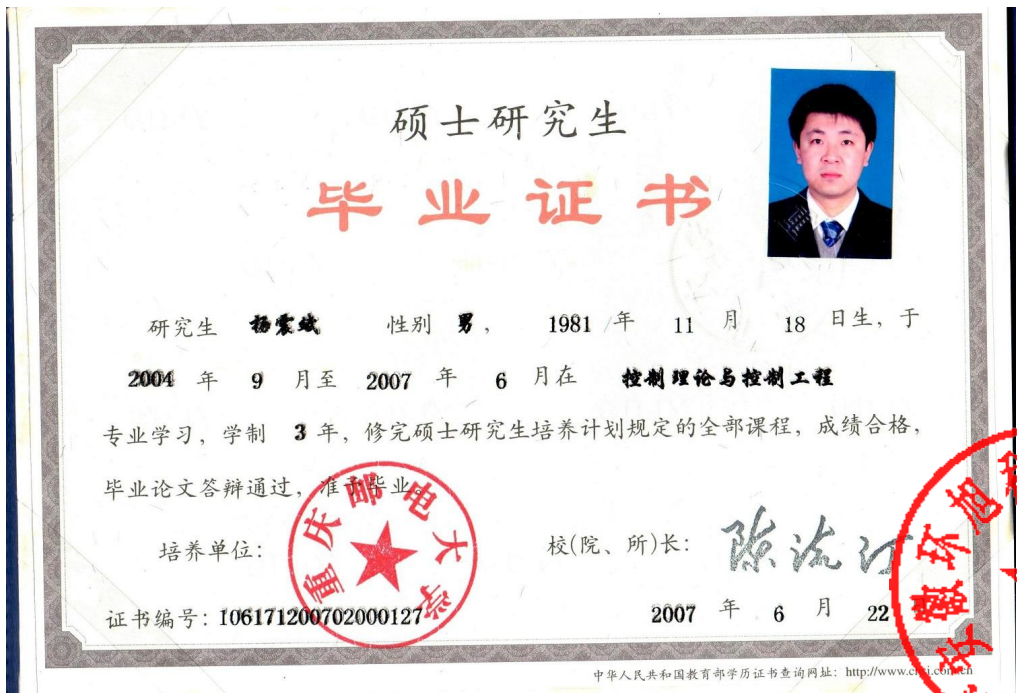 硕士研究生
毕业证书
研究生 杨震斌 性别 男， 1981 年 11 月 18 日生，于
2004 年 9 月至 2007 年 6 月在 控制理论与控制工程
专业学习，学制 3 年，修完硕士研究生培养计划规定的全部课程，成绩合格，
毕业论文答辩通过，准予毕业。
重庆邮电大学
培养单位： 校(院、所)长：
证书编号：106171200702000127 2007 年 6 月 22
中华人民共和国教育部学历证书查询网址：http://www.chsi.com.cn